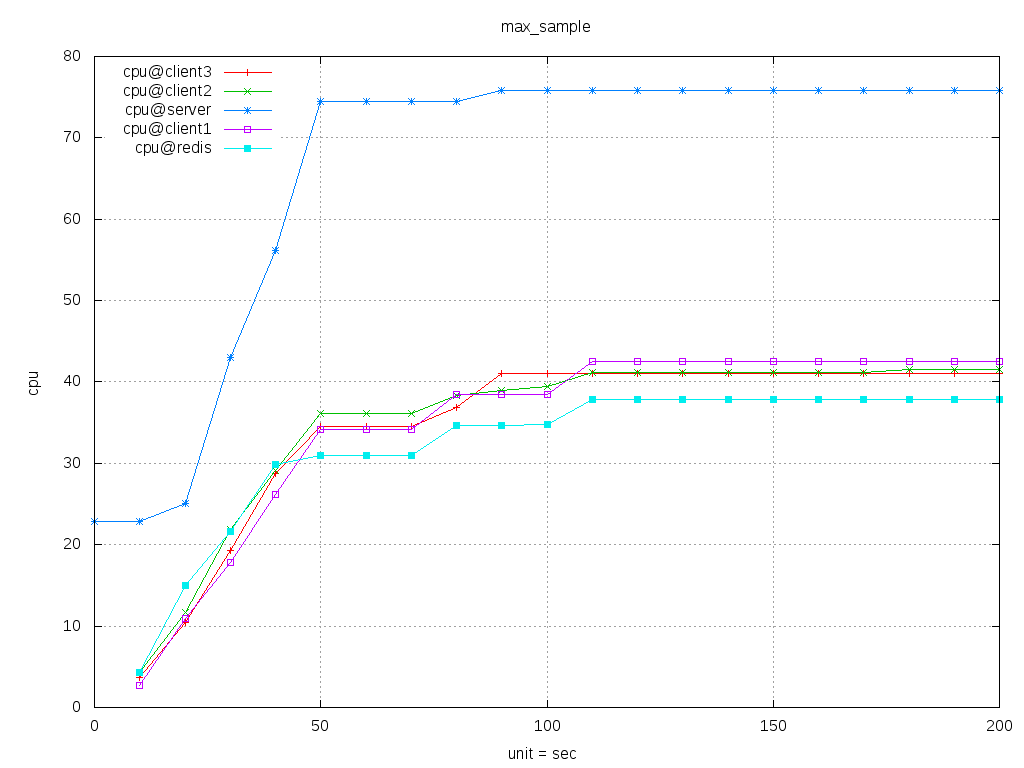 max_sample
80
70
60
50
40
30
20
10
0
cpu
cpu@client3
cpu@client2
cpu@server
cpu@client1
cpu@redis
0 50 100 150 200
unit = sec